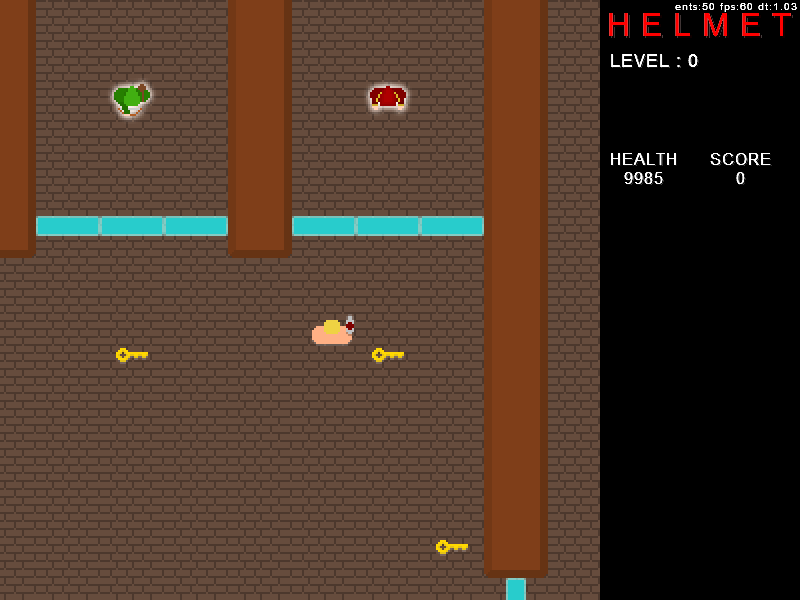 ents:50 fps:60 dt:1.03
HELMET
LEVEL : 0
HEALTH SCORE
9985 0